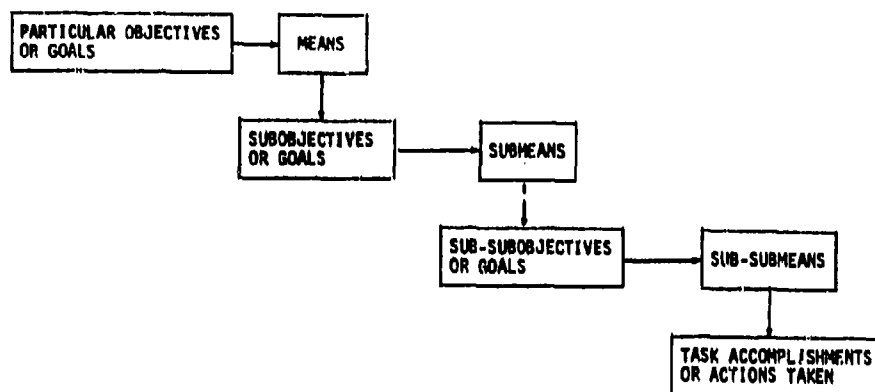 PARTICULAR OBJECTIVES
OR GOALS
MEANS
SUBOBJECTIVES
OR GOALS
SUBMEANS
SUB-SUBOBJECTIVES
OR GOALS
SUB-SUBMEANS
TASK ACCOMPLISHMENTS
OR ACTIONS TAKEN